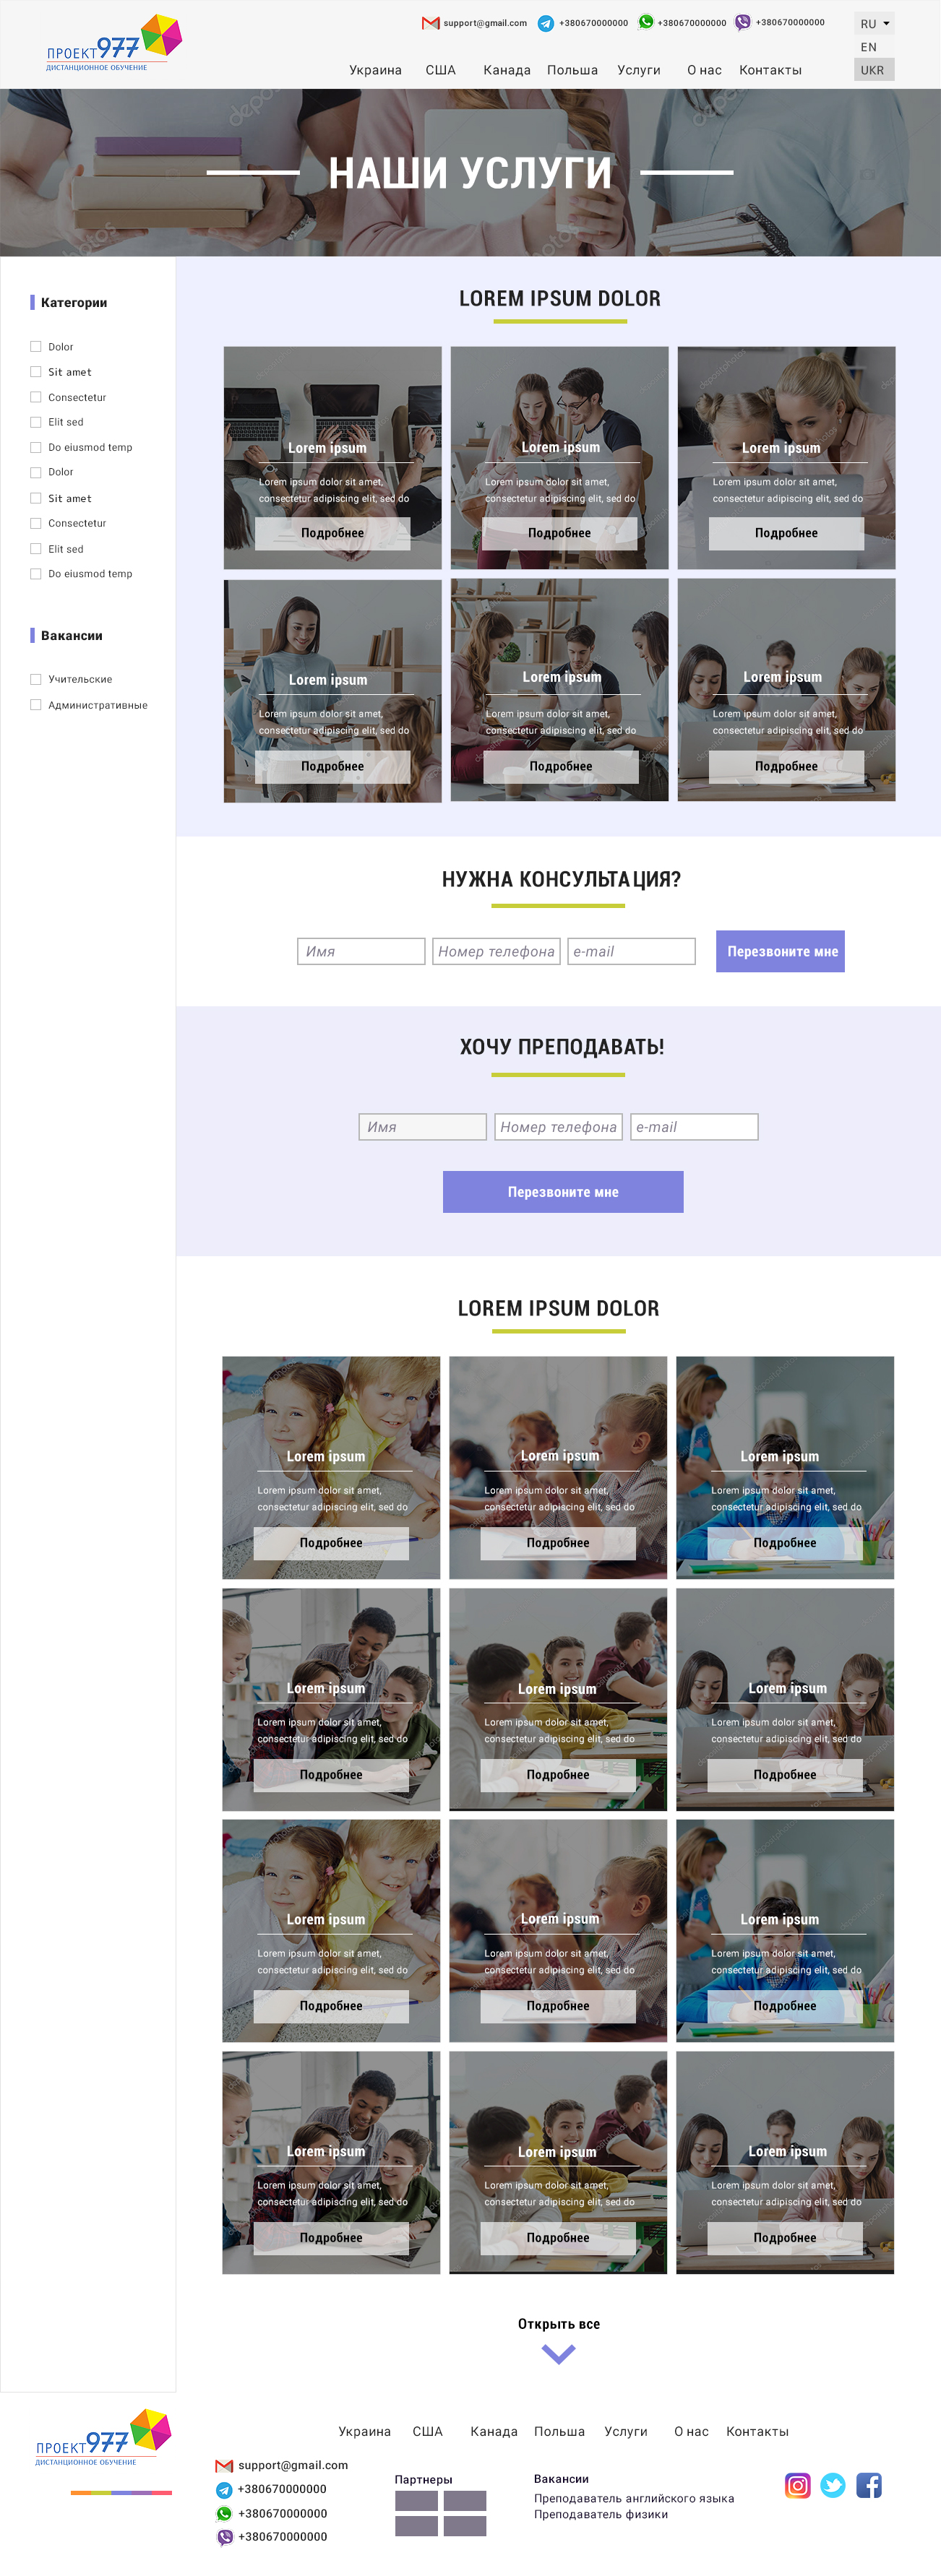 ПРОЕКТ 977
ДИСТАНЦИОННОЕ ОБУЧЕНИЕ
support@gmail.com +380670000000 +380670000000 +380670000000
RU
EN
UKR
Украина США Канада Польша Услуги О нас Контакты
НАШИ УСЛУГИ
Категории
Dolor
Sit amet
Consectetur
Elit sed
Do eiusmod temp
Dolor
Sit amet
Consectetur
Elit sed
Do eiusmod temp
Вакансии
Учительские
Административные
LOREM IPSUM DOLOR
Lorem ipsum
Lorem ipsum dolor sit amet,
consectetur adipiscing elit, sed do
Подробнее
Lorem ipsum
Lorem ipsum dolor sit amet,
consectetur adipiscing elit, sed do
Подробнее
Lorem ipsum
Lorem ipsum dolor sit amet,
consectetur adipiscing elit, sed do
Подробнее
Lorem ipsum
Lorem ipsum dolor sit amet,
consectetur adipiscing elit, sed do
Подробнее
Lorem ipsum
Lorem ipsum dolor sit amet,
consectetur adipiscing elit, sed do
Подробнее
Lorem ipsum
Lorem ipsum dolor sit amet,
consectetur adipiscing elit, sed do
Подробнее
НУЖНА КОНСУЛЬТАЦИЯ?
Имя Номер телефона e-mail Перезвоните мне
ХОЧУ ПРЕПОДАВАТЬ!
Имя Номер телефона e-mail
Перезвоните мне
LOREM IPSUM DOLOR
Lorem ipsum
Lorem ipsum dolor sit amet,
consectetur adipiscing elit, sed do
Подробнее
Lorem ipsum
Lorem ipsum dolor sit amet,
consectetur adipiscing elit, sed do
Подробнее
Lorem ipsum
Lorem ipsum dolor sit amet,
consectetur adipiscing elit, sed do
Подробнее
Lorem ipsum
Lorem ipsum dolor sit amet,
consectetur adipiscing elit, sed do
Подробнее
Lorem ipsum
Lorem ipsum dolor sit amet,
consectetur adipiscing elit, sed do
Подробнее
Lorem ipsum
Lorem ipsum dolor sit amet,
consectetur adipiscing elit, sed do
Подробнее
Lorem ipsum
Lorem ipsum dolor sit amet,
consectetur adipiscing elit, sed do
Подробнее
Lorem ipsum
Lorem ipsum dolor sit amet,
consectetur adipiscing elit, sed do
Подробнее
Lorem ipsum
Lorem ipsum dolor sit amet,
consectetur adipiscing elit, sed do
Подробнее
Lorem ipsum
Lorem ipsum dolor sit amet,
consectetur adipiscing elit, sed do
Подробнее
Lorem ipsum
Lorem ipsum dolor sit amet,
consectetur adipiscing elit, sed do
Подробнее
Lorem ipsum
Lorem ipsum dolor sit amet,
consectetur adipiscing elit, sed do
Подробнее
Открыть все
ПРОЕКТ 977
ДИСТАНЦИОННОЕ ОБУЧЕНИЕ
Украина США Канада Польша Услуги О нас Контакты
support@gmail.com
+380670000000
+380670000000
+380670000000
Партнеры
Вакансии
Преподаватель английского языка
Преподаватель физики